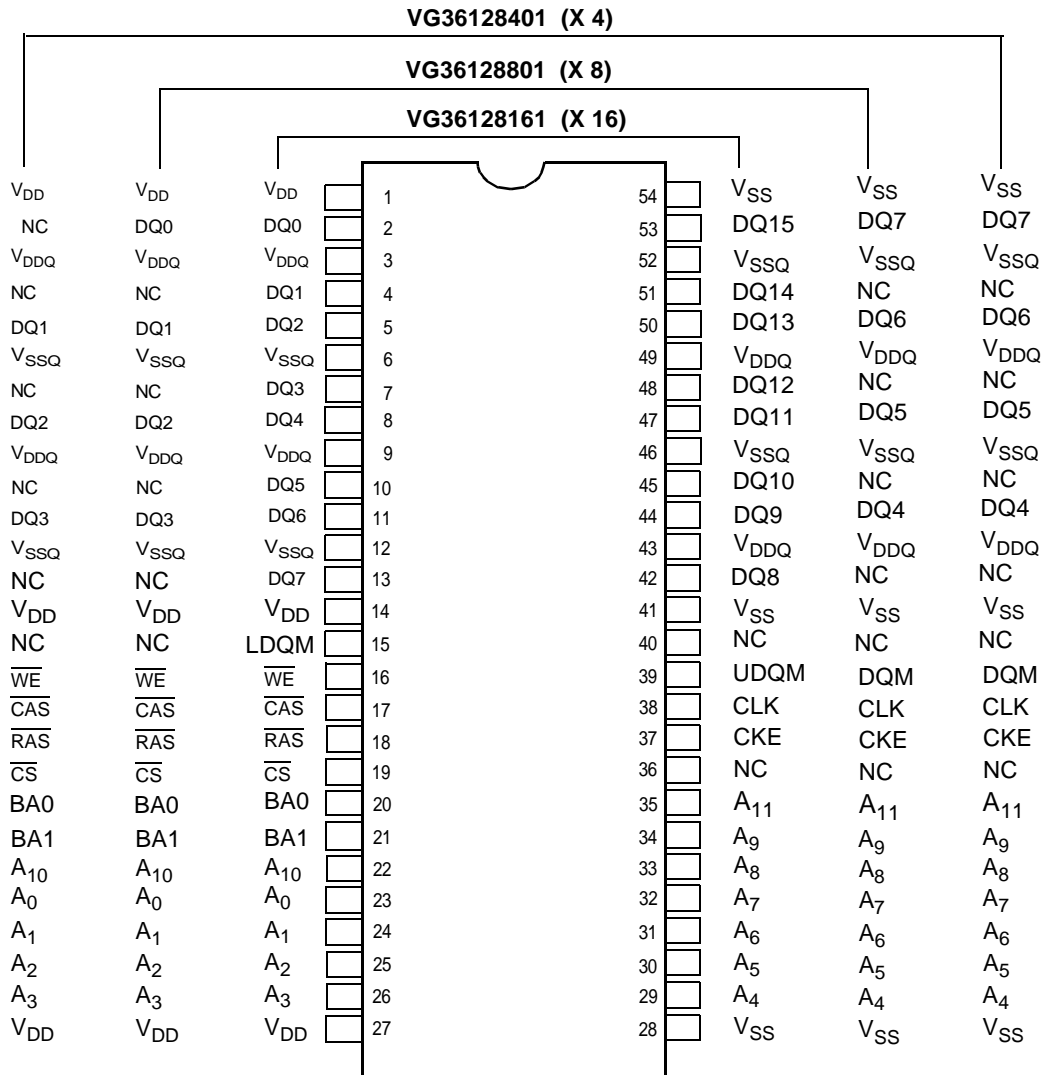 VG36128401 (X 4)
VG36128801 (X 8)
VG36128161 (X 16)
VDD VDD VDD 1 54 VSS VSS VSS
NC DQ0 DQ0 2 53 DQ15 DQ7 DQ7
VDDQ VDDQ VDDQ 3 52 VSSQ VSSQ VSSQ
NC NC DQ1 4 51 DQ14 NC NC
DQ1 DQ1 DQ2 5 50 DQ13 DQ6 DQ6
VSSQ VSSQ VSSQ 6 49 VDDQ VDDQ VDDQ
NC NC DQ3 7 48 DQ12 NC NC
DQ2 DQ2 DQ4 8 47 DQ11 DQ5 DQ5
VDDQ VDDQ VDDQ 9 46 VSSQ VSSQ VSSQ
NC NC DQ5 10 45 DQ10 NC NC
DQ3 DQ3 DQ6 11 44 DQ9 DQ4 DQ4
VSSQ VSSQ VSSQ 12 43 VDDQ VDDQ VDDQ
NC NC DQ7 13 42 DQ8 NC NC
VDD VDD VDD 14 41 VSS VSS VSS
NC NC LDQM 15 40 NC NC NC
WE WE WE 16 39 UDQM DQM DQM
CAS CAS CAS 17 38 CLK CLK CLK
RAS RAS RAS 18 37 CKE CKE CKE
CS CS CS 19 36 NC NC NC
BA0 BA0 BA0 20 35 A11 A11 A11
BA1 BA1 BA1 21 34 A9 A9 A9
A10 A10 A10 22 33 A8 A8 A8
A0 A0 A0 23 32 A7 A7 A7
A1 A1 A1 24 31 A6 A6 A6
A2 A2 A2 25 30 A5 A5 A5
A3 A3 A3 26 29 A4 A4 A4
VDD VDD VDD 27 28 VSS VSS VSS